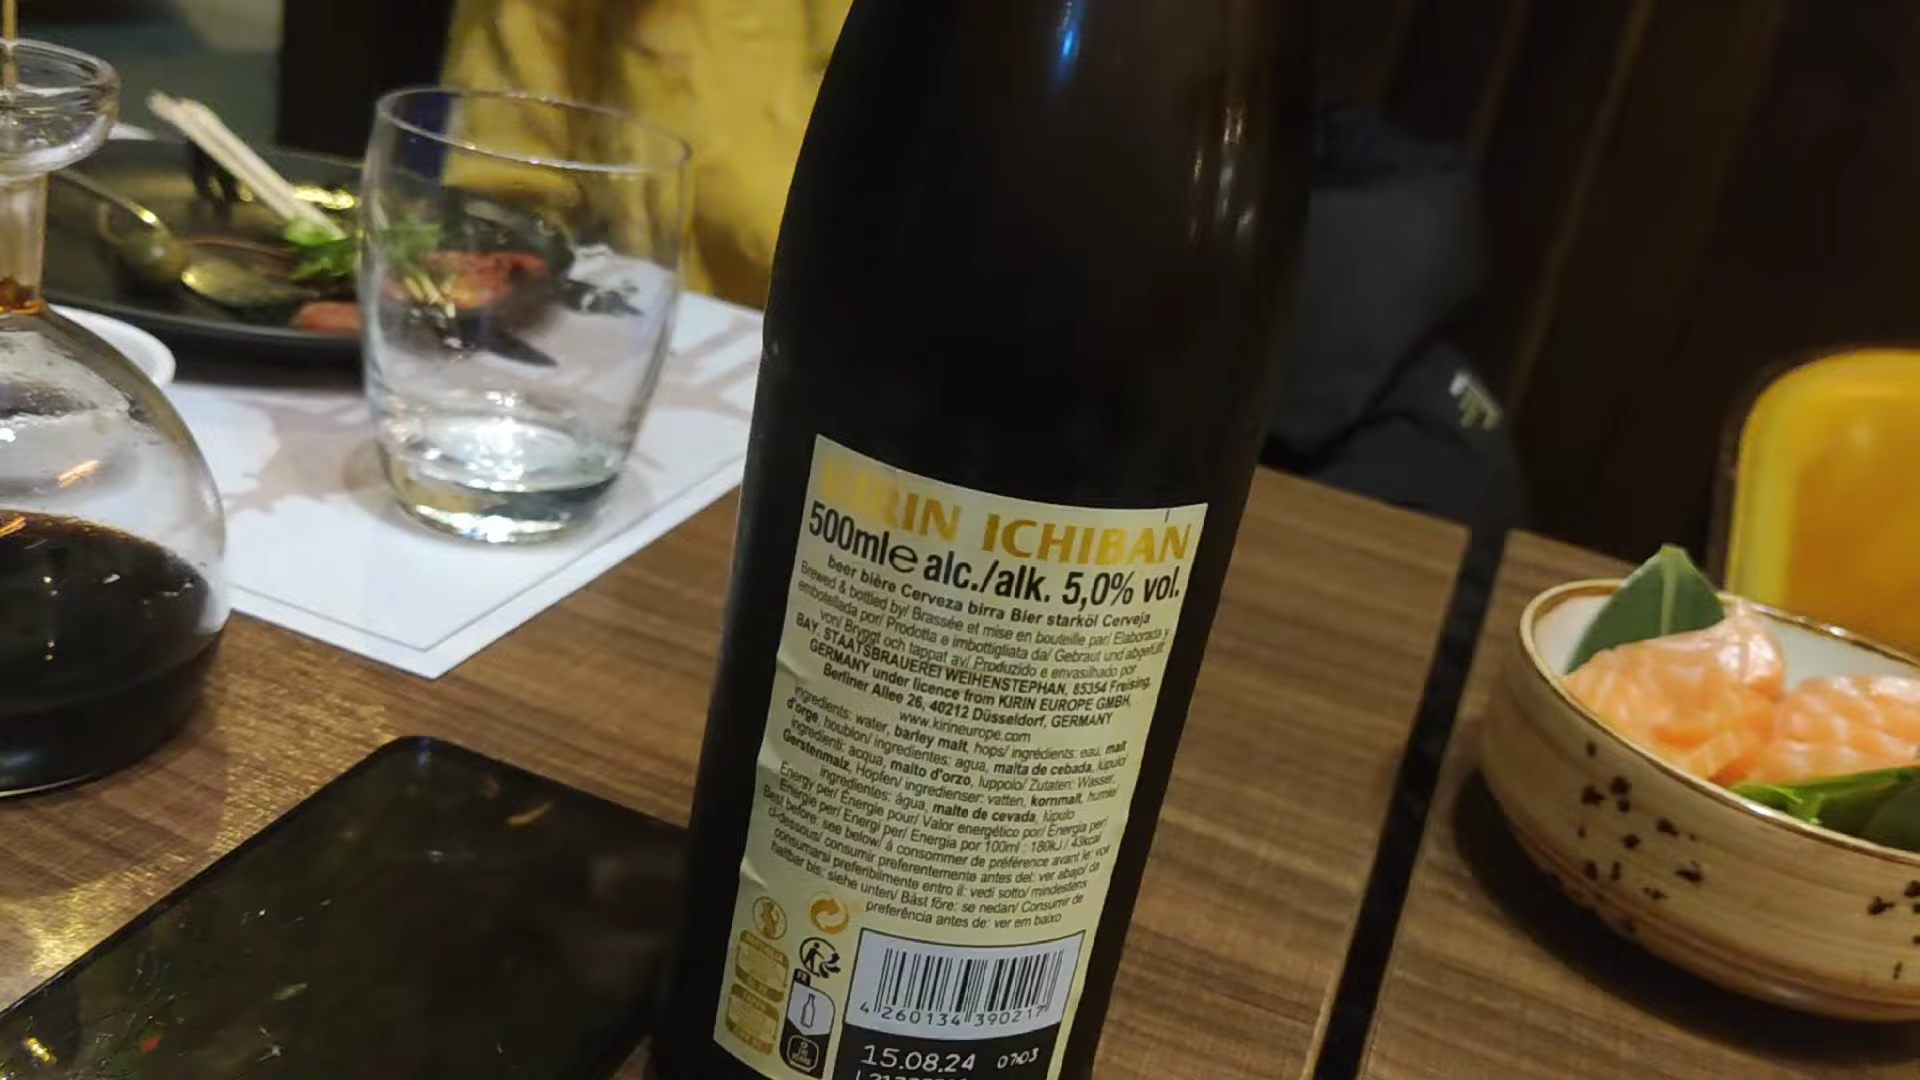 KIRIN ICHIBAN
500ml℮ alc./alk. 5,0% vol.
beer bière Cerveza birra Bier starköl Cerveja
Brewed & bottled by/ Brassée et mise en bouteille par/ Elaborada y
embotellada por/ Prodotta e imbottigliata da/ Gebraut und abgefüllt
von/ Bryggt och tappat av/ Produzido e envasilhado por
BAY. STAATSBRAUEREI WEIHENSTEPHAN, 85354 Freising,
GERMANY under licence from KIRIN EUROPE GMBH,
Berliner Allee 26, 40212 Düsseldorf, GERMANY
www.kirineurope.com
ingredients: water, barley malt, hops/ ingrédients: eau, malt
d'orge, houblon/ ingredientes: agua, malta de cebada, lúpulo/
ingredienti: acqua, malto d'orzo, luppolo/ Zutaten: Wasser,
Gerstenmalz, Hopfen/ ingredienser: vatten, kornmalt, humle/
ingredientes: água, malte de cevada, lúpulo
Energy per/ Énergie pour/ Valor energético por/ Energia per/
Energie per/ Energi per/ Energia por 100ml : 180kJ / 43kcal
Best before: see below/ à consommer de préférence avant le: voir
ci-dessous/ consumir preferentemente antes del: ver abajo/ da
consumarsi preferibilmente entro il: vedi sotto/ mindestens
haltbar bis: siehe unten/ Bäst före: se nedan/ Consumir de
preferência antes de: ver em baixo
FR
4 260134 390217
15.08.24 07:03